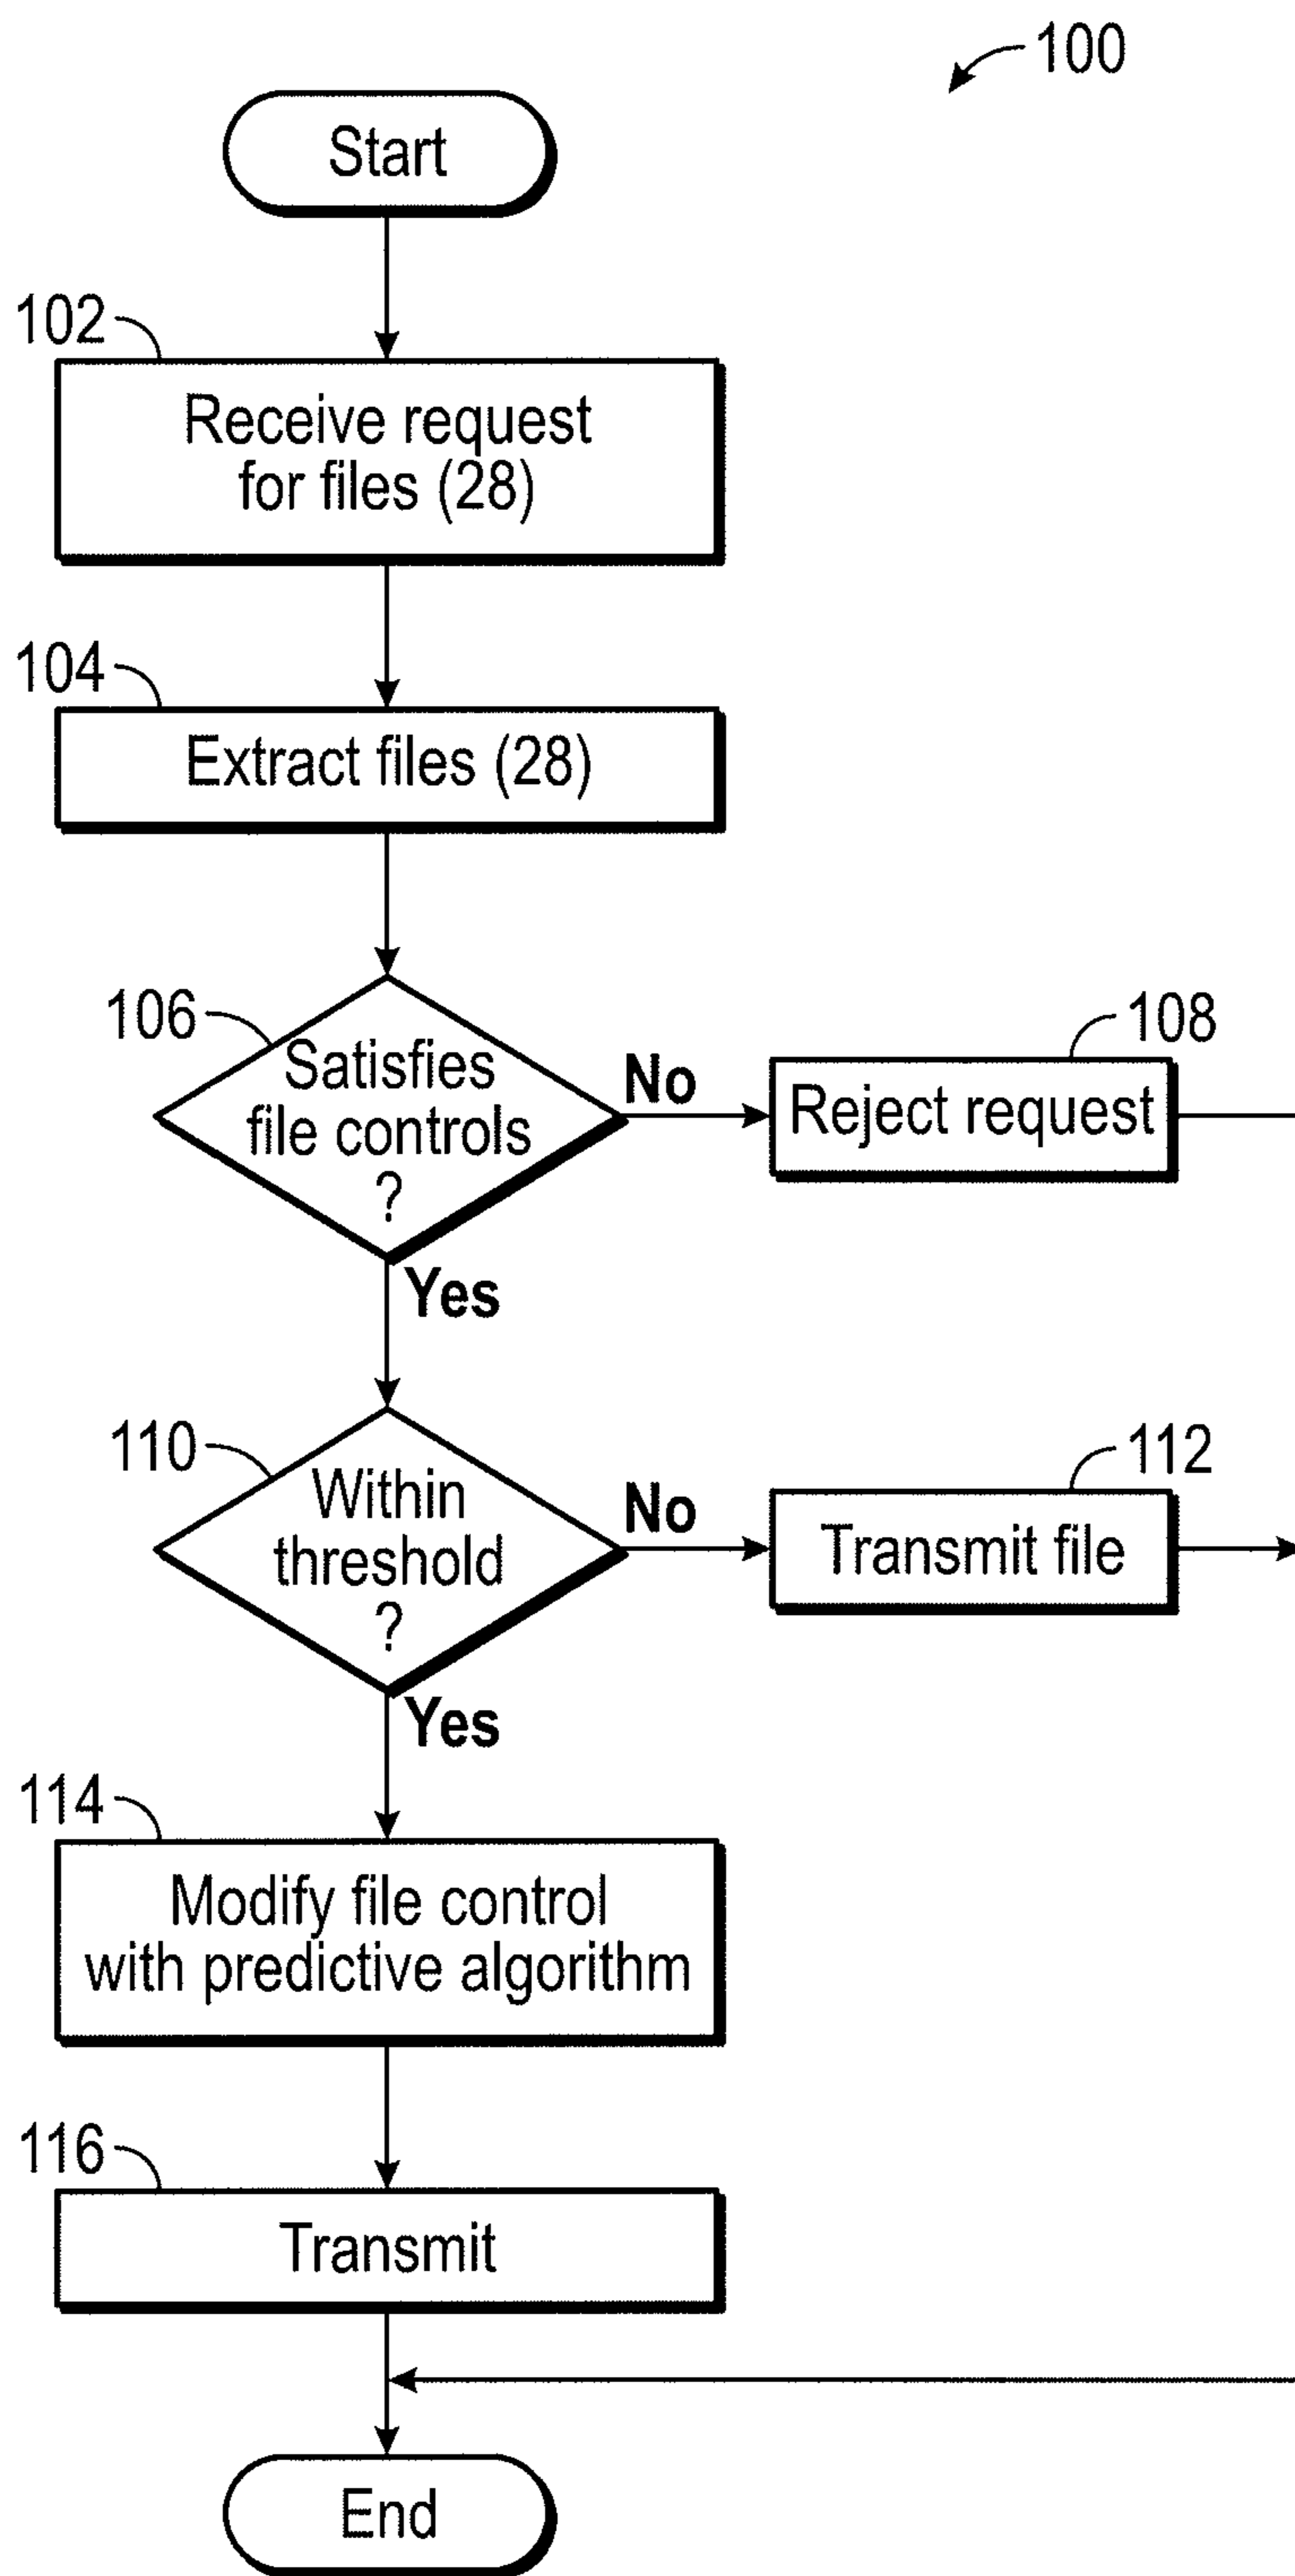 100
Start
102
Receive request
for files (28)
104
Extract files (28)
106
Satisfies
file controls
?
No
108
Reject request
Yes
110
Within
threshold
?
No
112
Transmit file
Yes
114
Modify file control
with predictive algorithm
116
Transmit
End